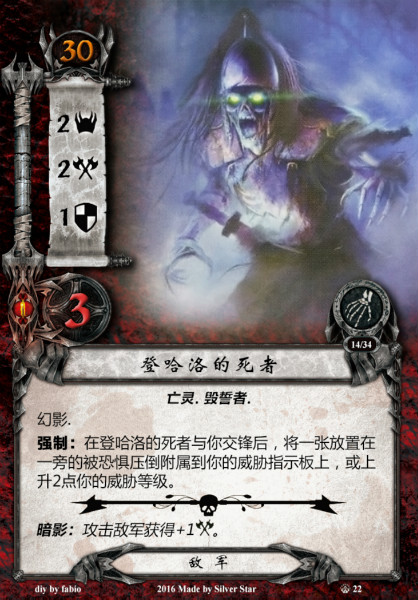 30
2
2
1
3
14/34
登哈洛的死者
亡灵. 毁誓者.
幻影.
强制：在登哈洛的死者与你交锋后，将一张放置在
一旁的被恐惧压倒附属到你的威胁指示板上，或上
升2点你的威胁等级。
暗影：攻击敌军获得+1。
敌 军
diy by fabio
2016 Made by Silver Star
22